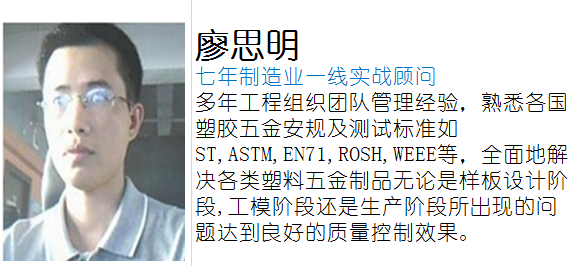 廖思明
七年制造业一线实战顾问
多年工程组织团队管理经验，熟悉各国
塑胶五金安规及测试标准如
ST,ASTM,EN71,ROSH,WEEE等，全面地解
决各类塑料五金制品无论是样板设计阶
段,工模阶段还是生产阶段所出现的问
题达到良好的质量控制效果。